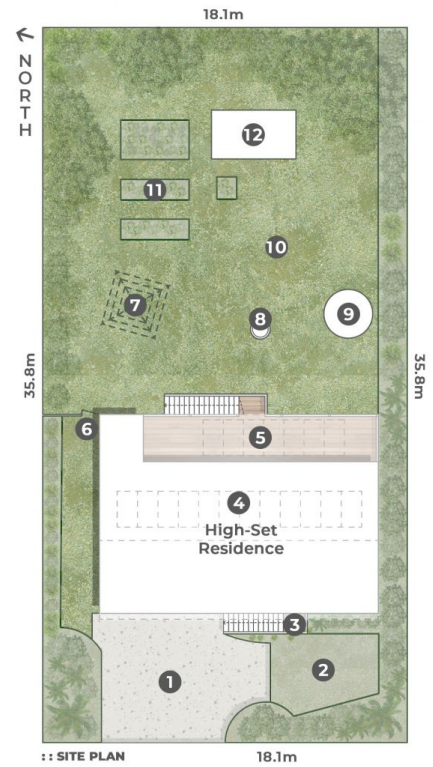 18.1m
NORTH
12
11
10
7
8
9
35.8m
35.8m
6
5
4
High-Set
Residence
3
1
2
:: SITE PLAN
18.1m